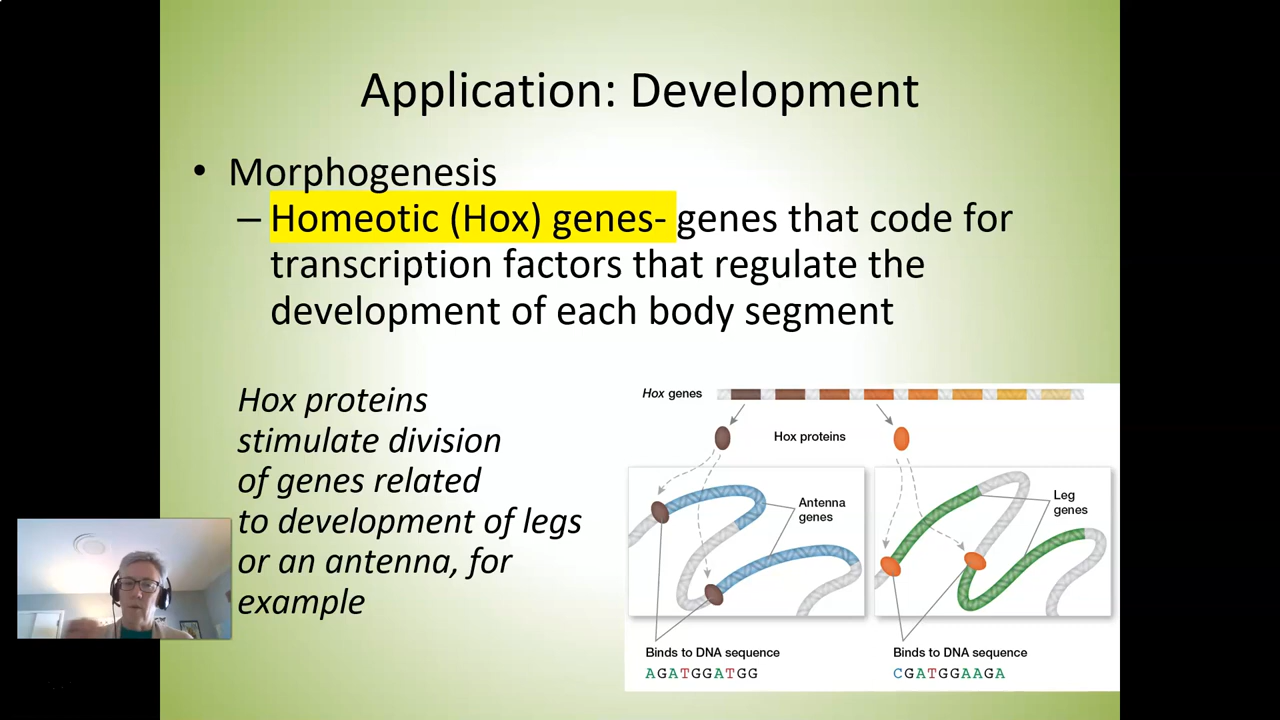 Application: Development
• Morphogenesis
– Homeotic (Hox) genes- genes that code for
transcription factors that regulate the
development of each body segment
Hox proteins
stimulate division
of genes related
to development of legs
or an antenna, for
example
Hox genes
Hox proteins
Antenna
genes
Leg
genes
Binds to DNA sequence
AGATGGATGG
Binds to DNA sequence
CGATGGAAGA